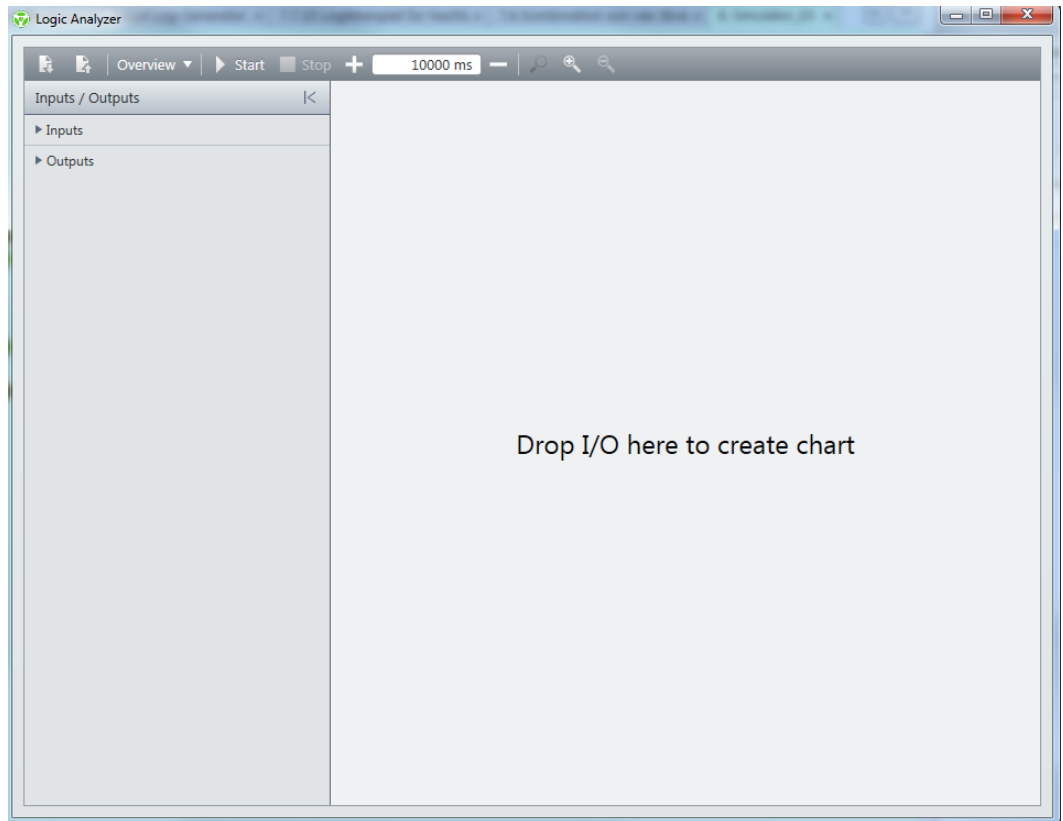 Logic Analyzer
Overview Start Stop 10000 ms
Inputs / Outputs
Inputs
Outputs
Drop I/O here to create chart